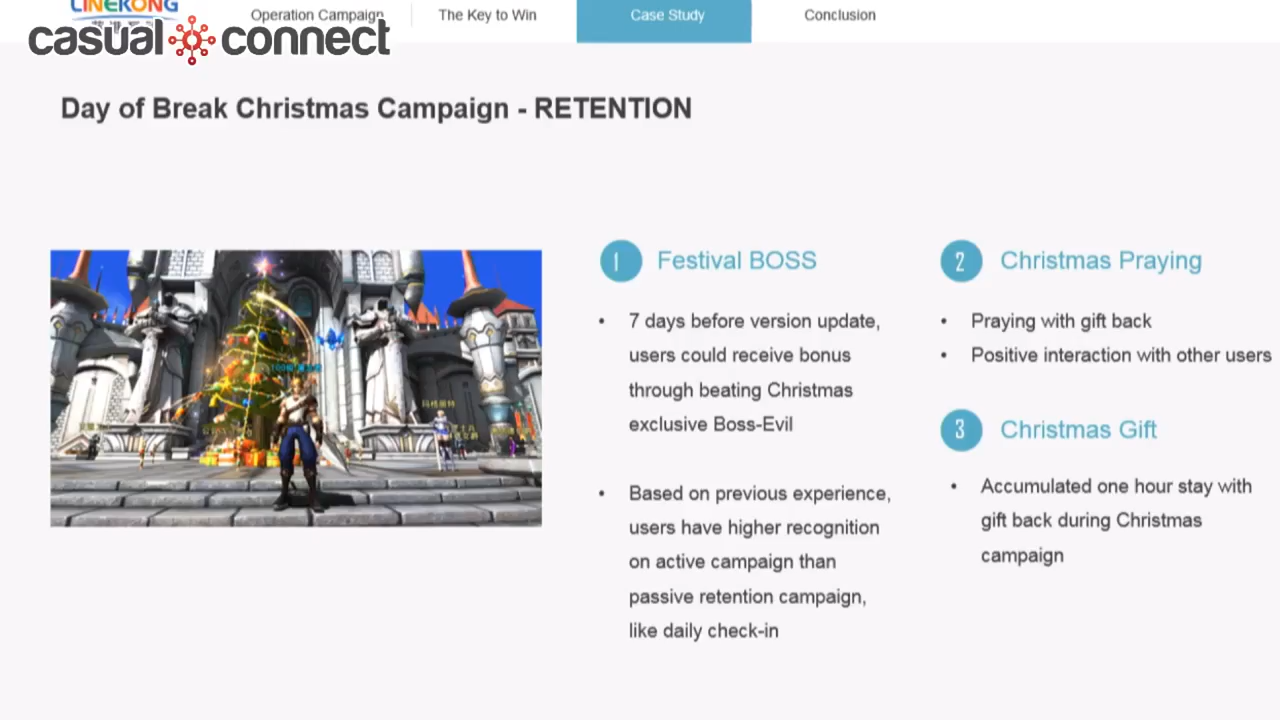 LINEKONG
casual connect
Operation Campaign
The Key to Win
Case Study
Conclusion
Day of Break Christmas Campaign - RETENTION
1 Festival BOSS
• 7 days before version update,
users could receive bonus
through beating Christmas
exclusive Boss-Evil
• Based on previous experience,
users have higher recognition
on active campaign than
passive retention campaign,
like daily check-in
2 Christmas Praying
• Praying with gift back
• Positive interaction with other users
3 Christmas Gift
• Accumulated one hour stay with
gift back during Christmas
campaign